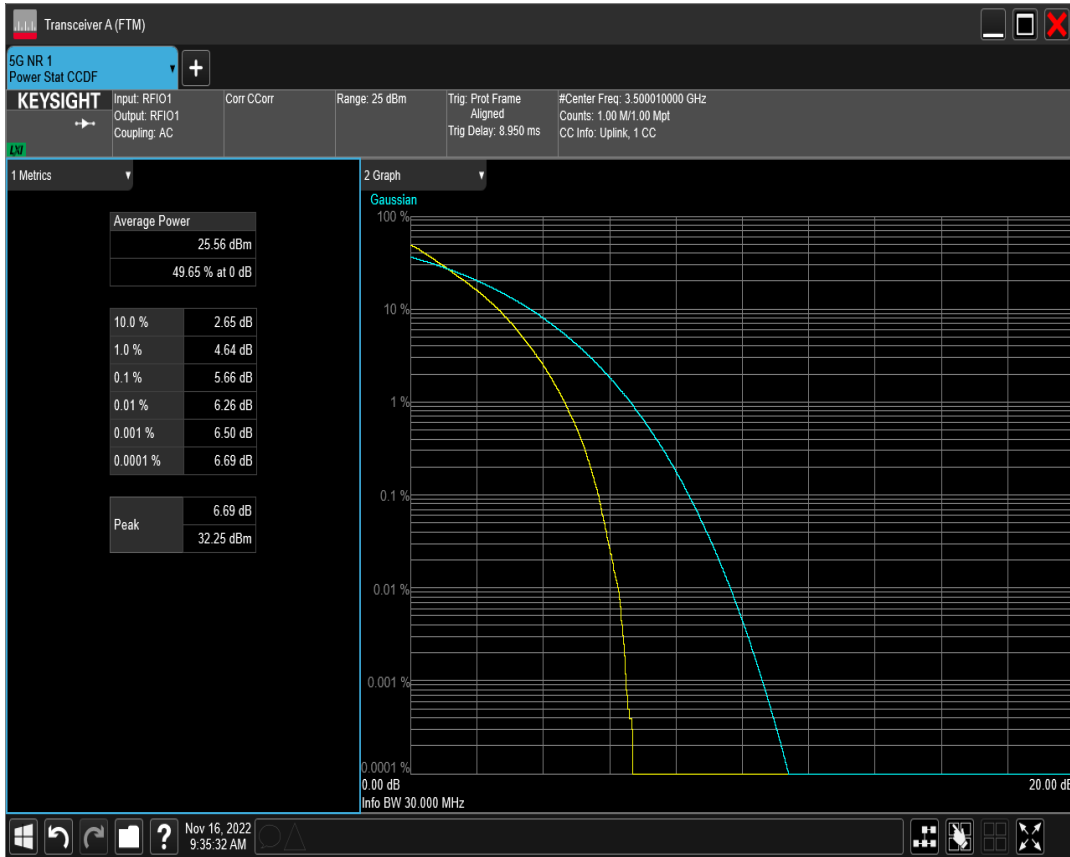 Transceiver A (FTM)
5G NR 1
Power Stat CCDF
+
KEYSIGHT
LXI
Input: RFIO1
Output: RFIO1
Coupling: AC
Corr CCorr
Range: 25 dBm
Trig: Prot Frame
Aligned
Trig Delay: 8.950 ms
#Center Freq: 3.500010000 GHz
Counts: 1.00 M/1.00 Mpt
CC Info: Uplink, 1 CC
1 Metrics
Average Power
25.56 dBm
49.65 % at 0 dB
10.0 % 2.65 dB
1.0 % 4.64 dB
0.1 % 5.66 dB
0.01 % 6.26 dB
0.001 % 6.50 dB
0.0001 % 6.69 dB
Peak 6.69 dB
32.25 dBm
2 Graph
Gaussian
100 %
10 %
1 %
0.1 %
0.01 %
0.001 %
0.0001 %
0.00 dB 20.00 dB
Info BW 30.000 MHz
?
Nov 16, 2022
9:35:32 AM